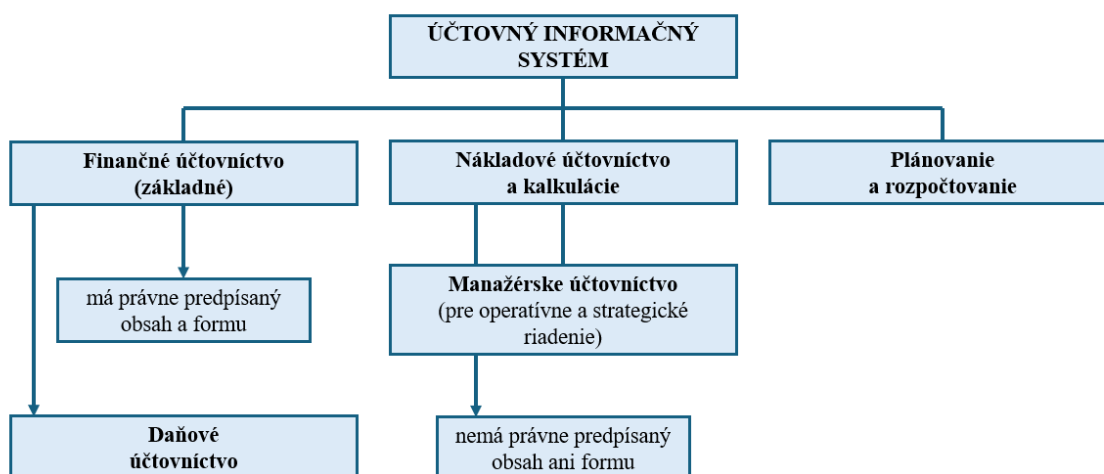 ÚČTOVNÝ INFORMAČNÝ
SYSTÉM
Finančné účtovníctvo
(základné)
Nákladové účtovníctvo
a kalkulácie
Plánovanie
a rozpočtovanie
má právne predpísaný
obsah a formu
Manažérske účtovníctvo
(pre operatívne a strategické
riadenie)
Daňové
účtovníctvo
nemá právne predpísaný
obsah ani formu